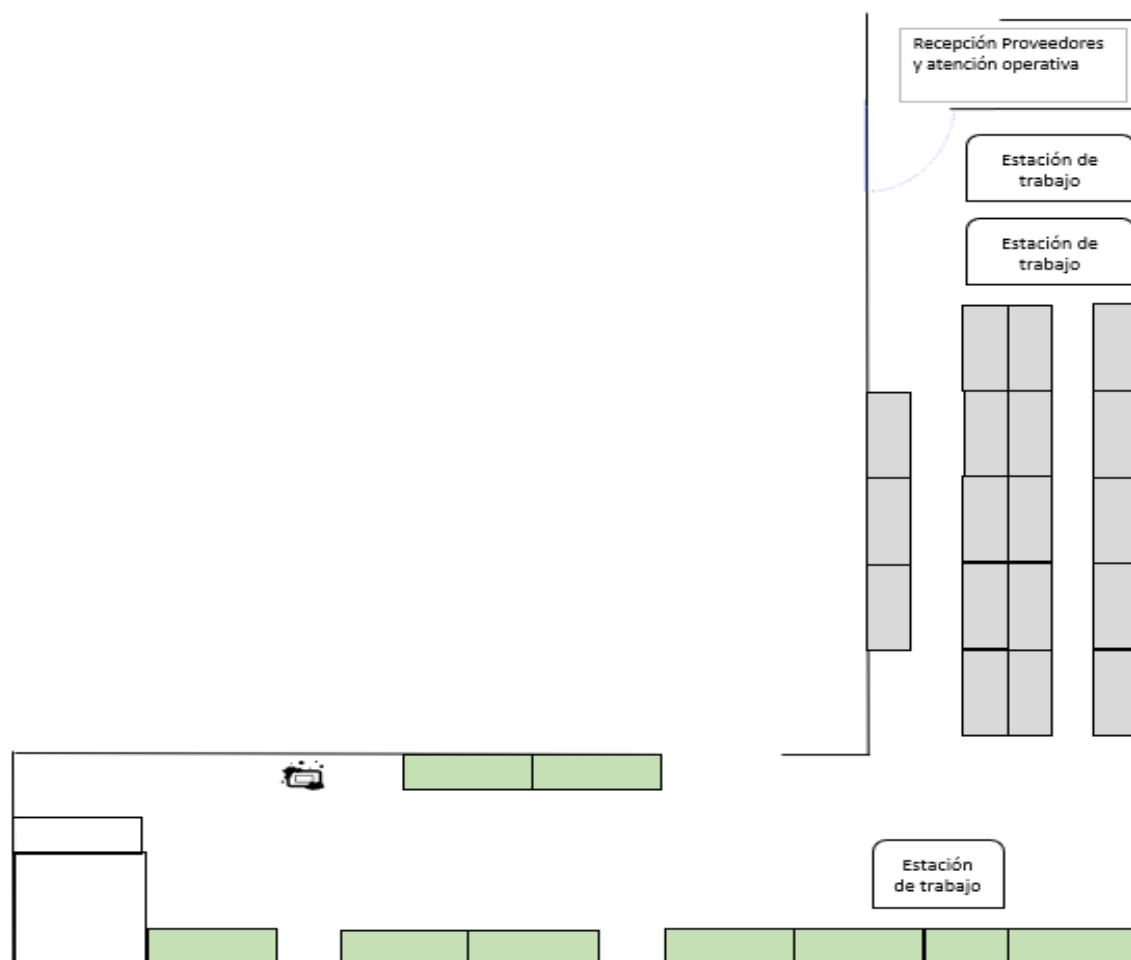 Recepción Proveedores
y atención operativa
Estación de
trabajo
Estación de
trabajo
Estación
de trabajo